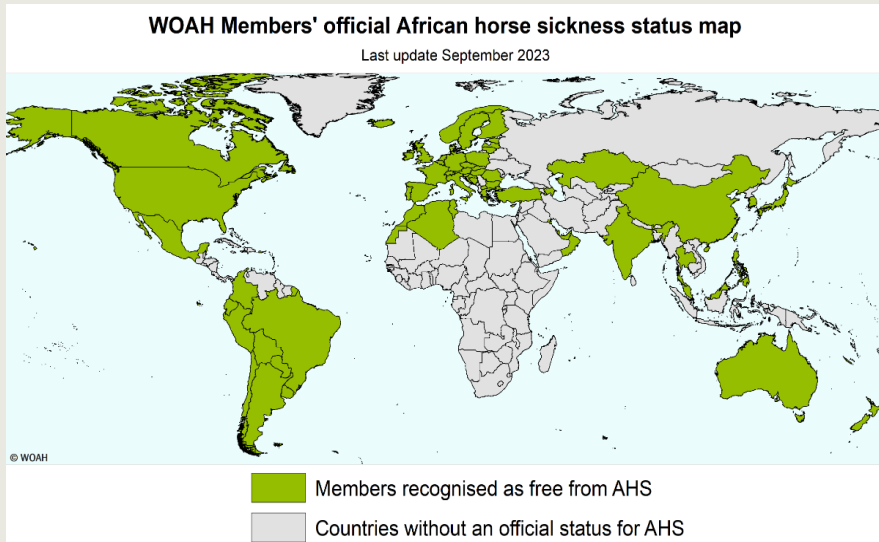 WOAH Members' official African horse sickness status map
Last update September 2023
© WOAH
Members recognised as free from AHS
Countries without an official status for AHS